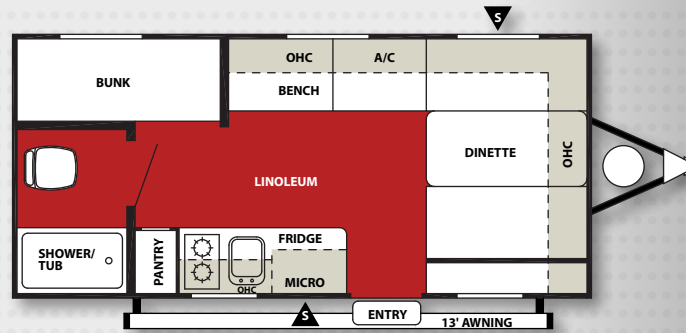 S
OHC
A/C
BUNK
BENCH
DINETTE
OHC
LINOLEUM
FRIDGE
SHOWER/
TUB
PANTRY
OHC
MICRO
S
ENTRY
13' AWNING